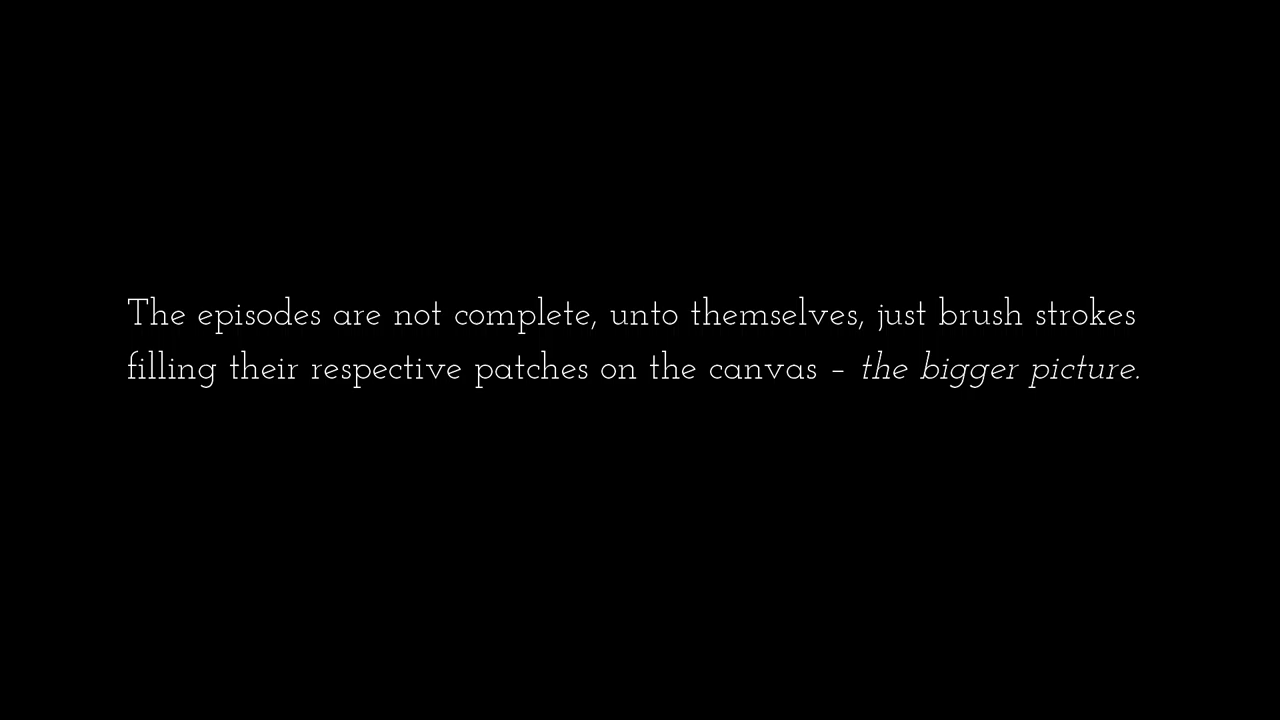 The episodes are not complete, unto themselves, just brush strokes
filling their respective patches on the canvas – the bigger picture.